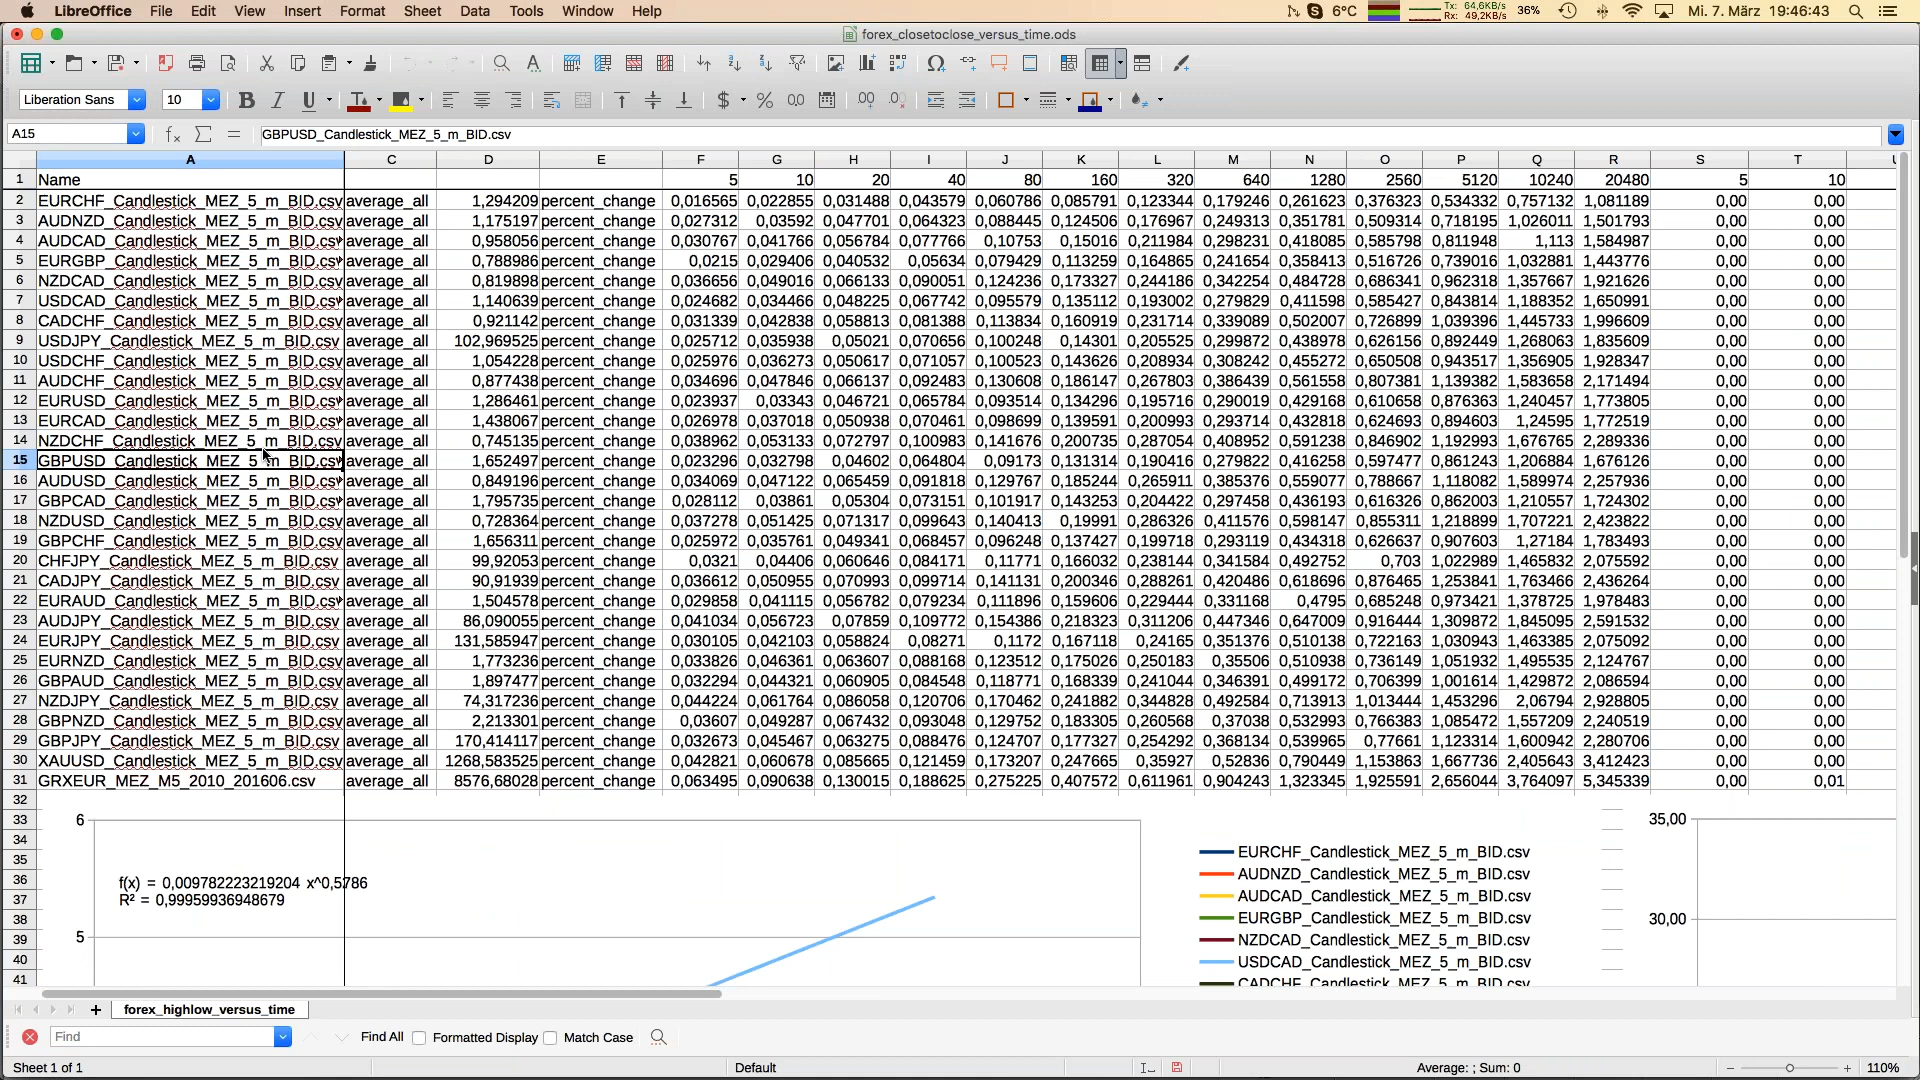 LibreOffice File Edit View Insert Format Sheet Data Tools Window Help 6°C Tx: 64,6KB/s Rx: 49,2KB/s 36% Mi. 7. März 19:46:43
forex_closetoclose_versus_time.ods
Liberation Sans 10
A15 GBPUSD_Candlestick_MEZ_5_m_BID.csv
A C D E F G H I J K L M N O P Q R S T
1 Name 5 10 20 40 80 160 320 640 1280 2560 5120 10240 20480 5 10
2 EURCHF_Candlestick_MEZ_5_m_BID.csv average_all 1,294209 percent_change 0,016565 0,022855 0,031488 0,043579 0,060786 0,085791 0,123344 0,179246 0,261623 0,376323 0,534332 0,757132 1,081189 0,00 0,00
3 AUDNZD_Candlestick_MEZ_5_m_BID.csv average_all 1,175197 percent_change 0,027312 0,03592 0,047701 0,064323 0,088445 0,124506 0,176967 0,249313 0,351781 0,509314 0,718195 1,026011 1,501793 0,00 0,00
4 AUDCAD_Candlestick_MEZ_5_m_BID.csv average_all 0,958056 percent_change 0,030767 0,041766 0,056784 0,077766 0,10753 0,15016 0,211984 0,298231 0,418085 0,585798 0,811948 1,113 1,584987 0,00 0,00
5 EURGBP_Candlestick_MEZ_5_m_BID.csv average_all 0,788986 percent_change 0,0215 0,029406 0,040532 0,05634 0,079429 0,113259 0,164865 0,241654 0,358413 0,516726 0,739016 1,032881 1,443776 0,00 0,00
6 NZDCAD_Candlestick_MEZ_5_m_BID.csv average_all 0,819898 percent_change 0,036656 0,049016 0,066133 0,090051 0,124236 0,173327 0,244186 0,342254 0,484728 0,686341 0,962318 1,357667 1,921626 0,00 0,00
7 USDCAD_Candlestick_MEZ_5_m_BID.csv average_all 1,140639 percent_change 0,024682 0,034466 0,048225 0,067742 0,095579 0,135112 0,193002 0,279829 0,411598 0,585427 0,843814 1,188352 1,650991 0,00 0,00
8 CADCHF_Candlestick_MEZ_5_m_BID.csv average_all 0,921142 percent_change 0,031339 0,042838 0,058813 0,081388 0,113834 0,160919 0,231714 0,339089 0,502007 0,726899 1,039396 1,445733 1,996609 0,00 0,00
9 USDJPY_Candlestick_MEZ_5_m_BID.csv average_all 102,969525 percent_change 0,025712 0,035938 0,05021 0,070656 0,100248 0,14301 0,205525 0,299872 0,438978 0,626156 0,892449 1,268063 1,835609 0,00 0,00
10 USDCHF_Candlestick_MEZ_5_m_BID.csv average_all 1,054228 percent_change 0,025976 0,036273 0,050617 0,071057 0,100523 0,143626 0,208934 0,308242 0,455272 0,650508 0,943517 1,356905 1,928347 0,00 0,00
11 AUDCHF_Candlestick_MEZ_5_m_BID.csv average_all 0,877438 percent_change 0,034696 0,047846 0,066137 0,092483 0,130608 0,186147 0,267803 0,386439 0,561558 0,807381 1,139382 1,583658 2,171494 0,00 0,00
12 EURUSD_Candlestick_MEZ_5_m_BID.csv average_all 1,286461 percent_change 0,023937 0,03343 0,046721 0,065784 0,093514 0,134296 0,195716 0,290019 0,429168 0,610658 0,876363 1,240457 1,773805 0,00 0,00
13 EURCAD_Candlestick_MEZ_5_m_BID.csv average_all 1,438067 percent_change 0,026978 0,037018 0,050938 0,070461 0,098699 0,139591 0,200993 0,293714 0,432818 0,624693 0,894603 1,24595 1,772519 0,00 0,00
14 NZDCHF_Candlestick_MEZ_5_m_BID.csv average_all 0,745135 percent_change 0,038962 0,053133 0,072797 0,100983 0,141676 0,200735 0,287054 0,408952 0,591238 0,846902 1,192993 1,676765 2,289336 0,00 0,00
15 GBPUSD_Candlestick_MEZ_5_m_BID.csv average_all 1,652497 percent_change 0,023296 0,032798 0,04602 0,064804 0,09173 0,131314 0,190416 0,279822 0,416258 0,597477 0,861243 1,206884 1,676126 0,00 0,00
16 AUDUSD_Candlestick_MEZ_5_m_BID.csv average_all 0,849196 percent_change 0,034069 0,047122 0,065459 0,091818 0,129767 0,185244 0,265911 0,385376 0,559077 0,788667 1,118082 1,589974 2,257936 0,00 0,00
17 GBPCAD_Candlestick_MEZ_5_m_BID.csv average_all 1,795735 percent_change 0,028112 0,03861 0,05304 0,073151 0,101917 0,143253 0,204422 0,297458 0,436193 0,616326 0,862003 1,210557 1,724302 0,00 0,00
18 NZDUSD_Candlestick_MEZ_5_m_BID.csv average_all 0,728364 percent_change 0,037278 0,051425 0,071317 0,099643 0,140413 0,19991 0,286326 0,411576 0,598147 0,855311 1,218899 1,707221 2,423822 0,00 0,00
19 GBPCHF_Candlestick_MEZ_5_m_BID.csv average_all 1,656311 percent_change 0,025972 0,035761 0,049341 0,068457 0,096248 0,137427 0,199718 0,293119 0,434318 0,626637 0,907603 1,27184 1,783493 0,00 0,00
20 CHFJPY_Candlestick_MEZ_5_m_BID.csv average_all 99,92053 percent_change 0,0321 0,04406 0,060646 0,084171 0,11771 0,166032 0,238144 0,341584 0,492752 0,703 1,022989 1,465832 2,075592 0,00 0,00
21 CADJPY_Candlestick_MEZ_5_m_BID.csv average_all 90,91939 percent_change 0,036612 0,050955 0,070993 0,099714 0,141131 0,200346 0,288261 0,420486 0,618696 0,876465 1,253841 1,763466 2,436264 0,00 0,00
22 EURAUD_Candlestick_MEZ_5_m_BID.csv average_all 1,504578 percent_change 0,029858 0,041115 0,056782 0,079234 0,111896 0,159606 0,229444 0,331168 0,4795 0,685248 0,973421 1,378725 1,978483 0,00 0,00
23 AUDJPY_Candlestick_MEZ_5_m_BID.csv average_all 86,090055 percent_change 0,041034 0,056723 0,07859 0,109772 0,154386 0,218323 0,311206 0,447346 0,647009 0,916444 1,309872 1,845095 2,591532 0,00 0,00
24 EURJPY_Candlestick_MEZ_5_m_BID.csv average_all 131,585947 percent_change 0,030105 0,042103 0,058824 0,08271 0,1172 0,167118 0,24165 0,351376 0,510138 0,722163 1,030943 1,463385 2,075092 0,00 0,00
25 EURNZD_Candlestick_MEZ_5_m_BID.csv average_all 1,773236 percent_change 0,033826 0,046361 0,063607 0,088168 0,123512 0,175026 0,250183 0,35506 0,510938 0,736149 1,051932 1,495535 2,124767 0,00 0,00
26 GBPAUD_Candlestick_MEZ_5_m_BID.csv average_all 1,897477 percent_change 0,032294 0,044321 0,060905 0,084548 0,118771 0,168339 0,241044 0,346391 0,499172 0,706399 1,001614 1,429872 2,086594 0,00 0,00
27 NZDJPY_Candlestick_MEZ_5_m_BID.csv average_all 74,317236 percent_change 0,044224 0,061764 0,086058 0,120706 0,170462 0,241882 0,344828 0,492584 0,713913 1,013444 1,453296 2,06794 2,928805 0,00 0,00
28 GBPNZD_Candlestick_MEZ_5_m_BID.csv average_all 2,213301 percent_change 0,03607 0,049287 0,067432 0,093048 0,129752 0,183305 0,260568 0,37038 0,532993 0,766383 1,085472 1,557209 2,240519 0,00 0,00
29 GBPJPY_Candlestick_MEZ_5_m_BID.csv average_all 170,414117 percent_change 0,032673 0,045467 0,063275 0,088476 0,124707 0,177327 0,254292 0,368134 0,539965 0,77661 1,123314 1,600942 2,280706 0,00 0,00
30 XAUUSD_Candlestick_MEZ_5_m_BID.csv average_all 1268,583525 percent_change 0,042821 0,060678 0,085665 0,121459 0,173207 0,247665 0,35927 0,52836 0,790449 1,153863 1,667736 2,405643 3,412423 0,00 0,00
31 GRXEUR_MEZ_M5_2010_201606.csv average_all 8576,68028 percent_change 0,063495 0,090638 0,130015 0,188625 0,275225 0,407572 0,611961 0,904243 1,323345 1,925591 2,656044 3,764097 5,345339 0,00 0,01
32
33 6 35,00
34
35 EURCHF_Candlestick_MEZ_5_m_BID.csv
36 f(x) = 0,009782223219204 x^0,5786 AUDNZD_Candlestick_MEZ_5_m_BID.csv
37 R² = 0,99959936948679 AUDCAD_Candlestick_MEZ_5_m_BID.csv
38 EURGBP_Candlestick_MEZ_5_m_BID.csv 30,00
39 5 NZDCAD_Candlestick_MEZ_5_m_BID.csv
40 USDCAD_Candlestick_MEZ_5_m_BID.csv
41 CADCHF_Candlestick_MEZ_5_m_BID.csv
forex_highlow_versus_time
Find Find All Formatted Display Match Case
Sheet 1 of 1 Default Average: ; Sum: 0 110%